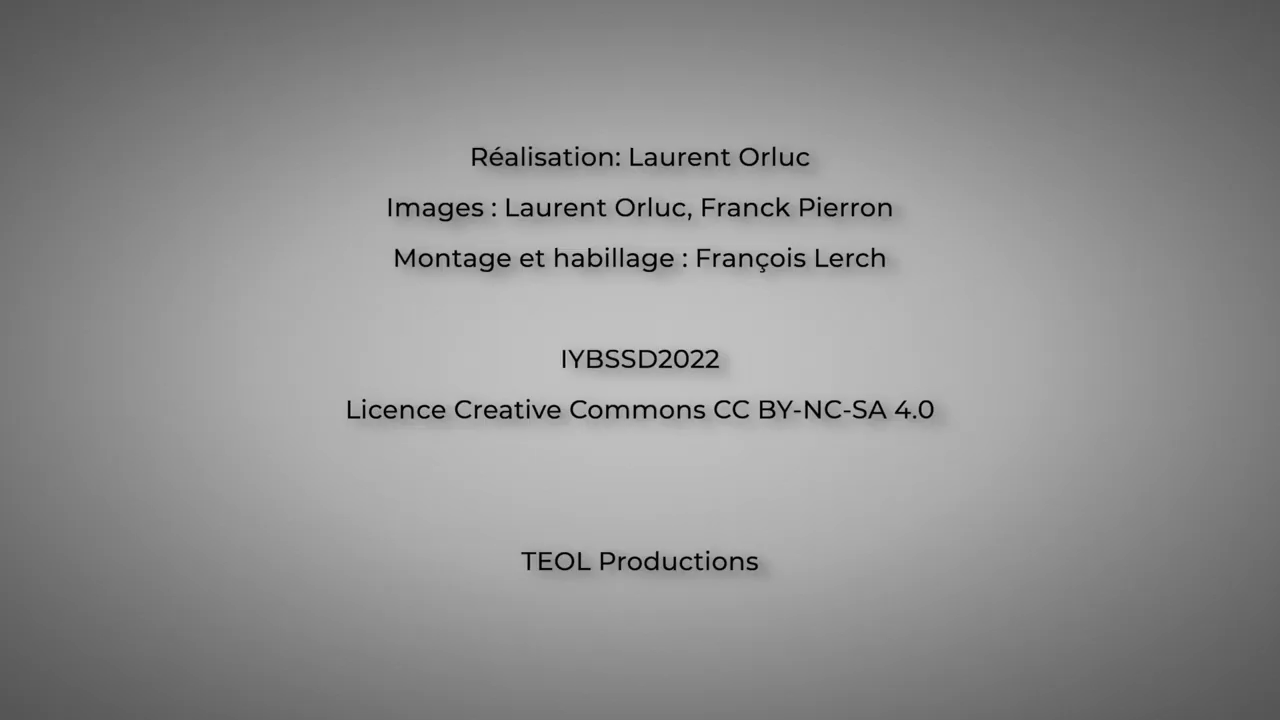 Réalisation: Laurent Orluc
Images : Laurent Orluc, Franck Pierron
Montage et habillage : François Lerch
IYBSSD2022
Licence Creative Commons CC BY-NC-SA 4.0
TEOL Productions